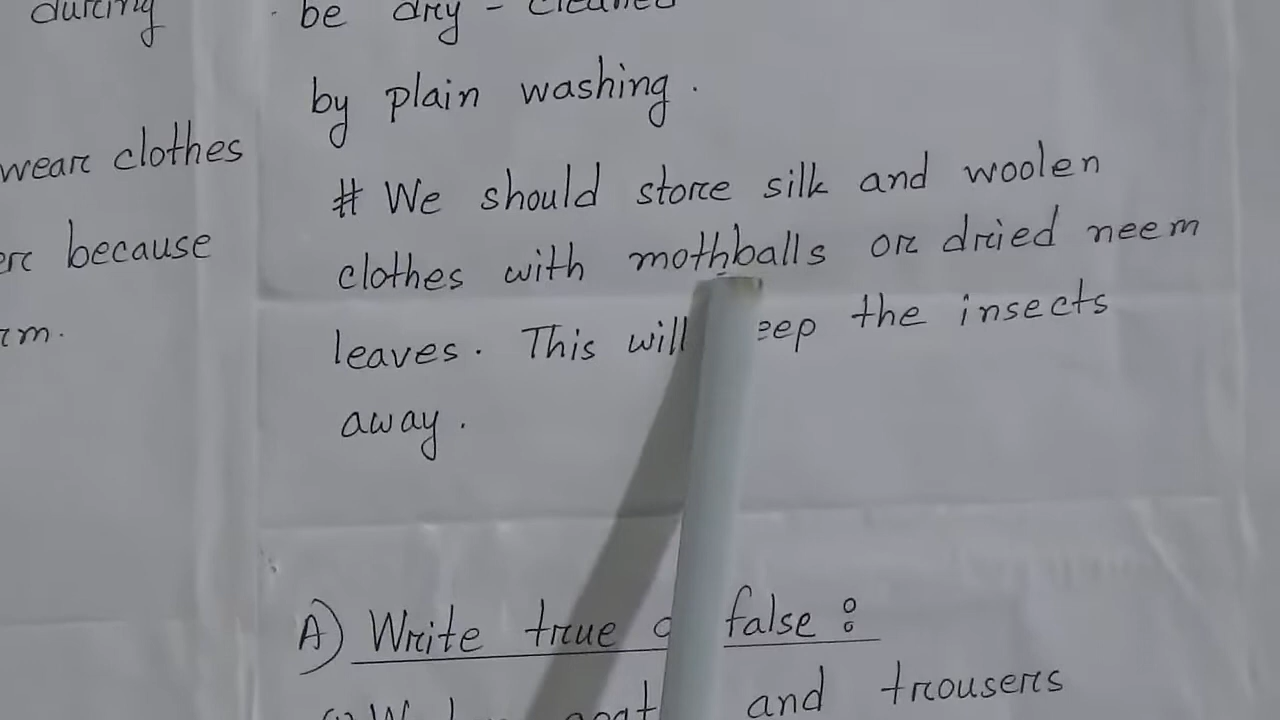 during
wear clothes
because
be dry - cleaned
by plain washing.
# We should store silk and woolen
clothes with mothballs or dried neem
leaves. This will the insects
away.
A) Write true false :
and trousers